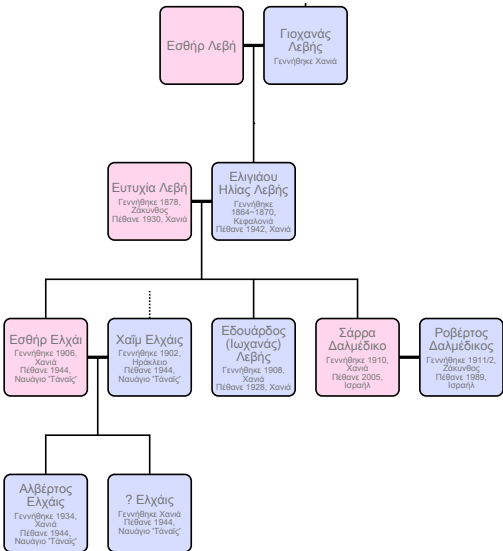 Εσθήρ Λεβή
Γιοχανάς
Λεβής
Γεννήθηκε Χανιά
Ευτυχία Λεβή
Γεννήθηκε 1878,
Ζάκυνθος
Πέθανε 1930, Χανιά
Ελιγιάου
Ηλίας Λεβής
Γεννήθηκε
1864~1870,
Κεφαλονιά
Πέθανε 1942, Χανιά
Εσθήρ Ελχάι
Γεννήθηκε 1906,
Χανιά
Πέθανε 1944,
Ναυάγιο 'Τάναϊς'
Χαΐμ Ελχάις
Γεννήθηκε 1902,
Ηράκλειο
Πέθανε 1944,
Ναυάγιο 'Τάναϊς'
Εδουάρδος
(Ιωχανάς)
Λεβής
Γεννήθηκε 1908,
Χανιά
Πέθανε 1928, Χανιά
Σάρρα
Δαλμέδικο
Γεννήθηκε 1910,
Χανιά
Πέθανε 2005,
Ισραήλ
Ροβέρτος
Δαλμέδικος
Γεννήθηκε 1911/2,
Ζάκυνθος
Πέθανε 1989,
Ισραήλ
Αλβέρτος
Ελχάις
Γεννήθηκε 1934,
Χανιά
Πέθανε 1944,
Ναυάγιο 'Τάναϊς'
? Ελχάις
Γεννήθηκε Χανιά
Πέθανε 1944,
Ναυάγιο 'Τάναϊς'